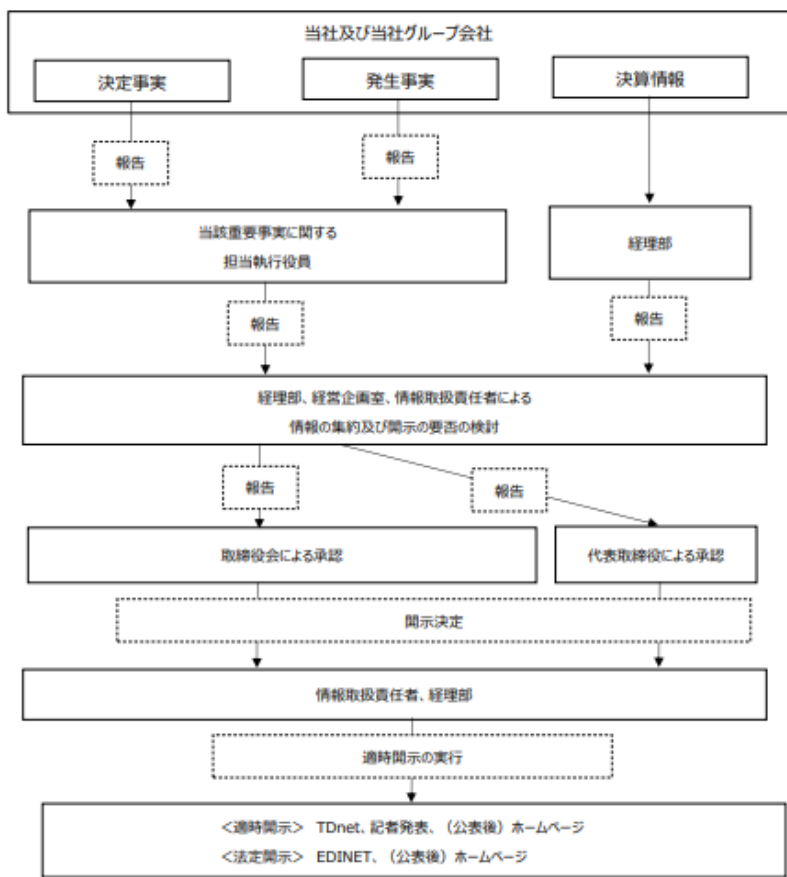 当社及び当社グループ会社
決定事実
発生事実
決算情報
報告
報告
当該重要事実に関する
担当執行役員
経理部
報告
報告
経理部、経営企画室、情報取扱責任者による
情報の集約及び開示の要否の検討
報告
報告
取締役会による承認
代表取締役による承認
開示決定
情報取扱責任者、経理部
適時開示の実行
＜適時開示＞ TDnet、記者発表、（公表後）ホームページ
＜法定開示＞ EDINET、（公表後）ホームページ